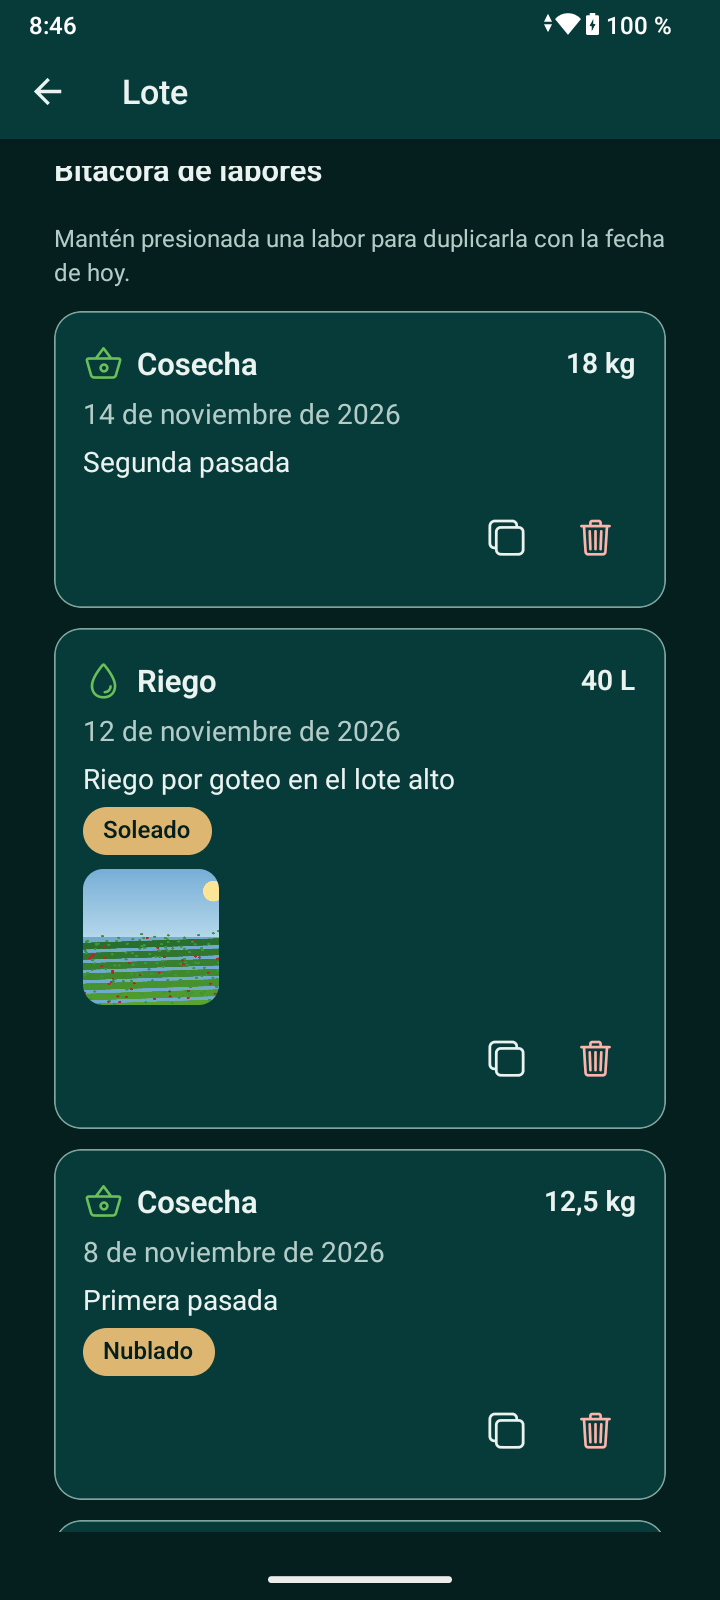 8:46
100 %
Lote
Bitácora de labores
Mantén presionada una labor para duplicarla con la fecha
de hoy.
Cosecha
18 kg
14 de noviembre de 2026
Segunda pasada
Riego
40 L
12 de noviembre de 2026
Riego por goteo en el lote alto
Soleado
Cosecha
12,5 kg
8 de noviembre de 2026
Primera pasada
Nublado